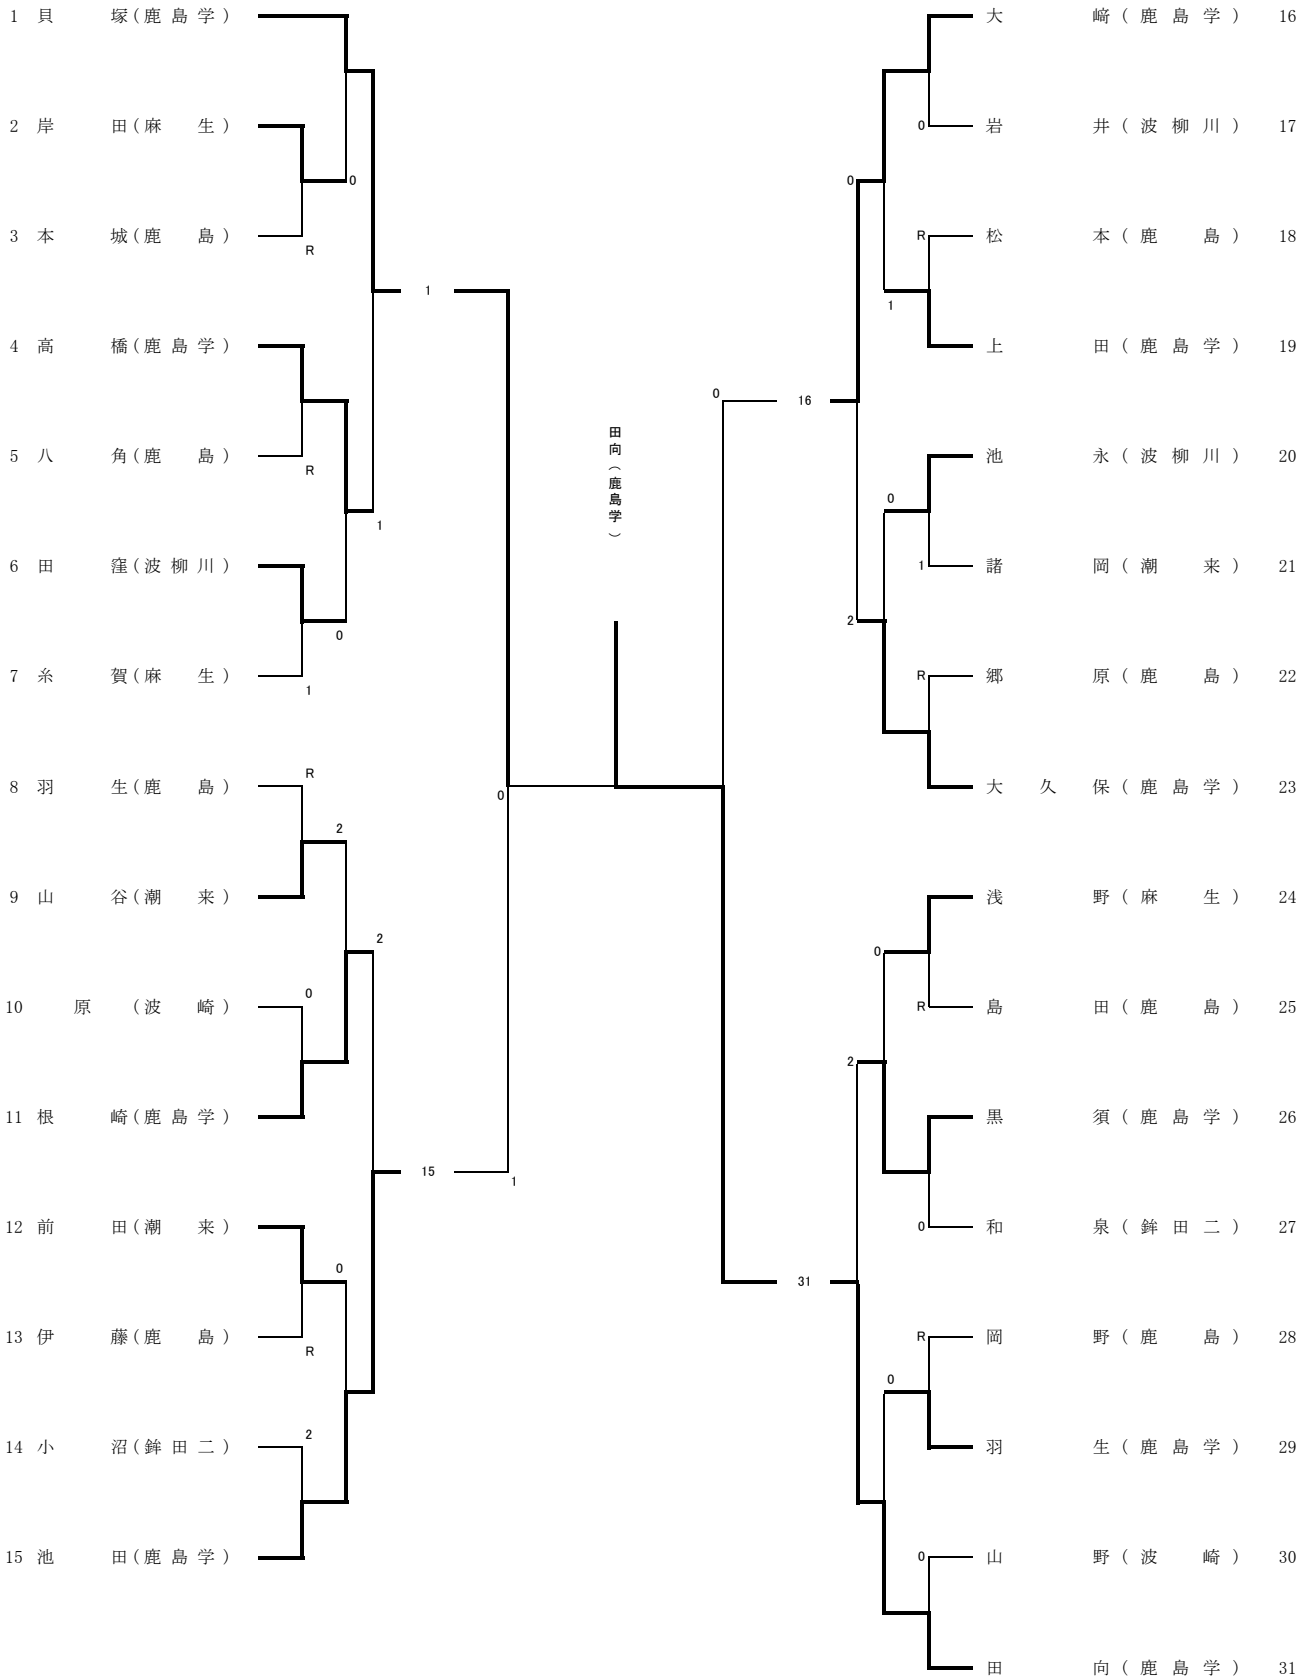 1 貝塚(鹿島学)
2 岸田(麻生)
0
3 本城(鹿島)
R
1
4 高橋(鹿島学)
5 八角(鹿島)
R
1
6 田窪(波柳川)
0
7 糸賀(麻生)
1
8 羽生(鹿島)
R
2
9 山谷(潮来)
2
10 原(波崎)
0
11 根崎(鹿島学)
15
1
12 前田(潮来)
0
13 伊藤(鹿島)
R
14 小沼(鉾田二)
2
15 池田(鹿島学)
田向(鹿島学)
0
大﨑(鹿島学) 16
0 岩井(波柳川) 17
0
R 松本(鹿島) 18
1
上田(鹿島学) 19
0
16
池永(波柳川) 20
0
1 諸岡(潮来) 21
2
R 郷原(鹿島) 22
大久保(鹿島学) 23
浅野(麻生) 24
0
R 島田(鹿島) 25
2
黒須(鹿島学) 26
0 和泉(鉾田二) 27
31
R 岡野(鹿島) 28
0
羽生(鹿島学) 29
0 山野(波崎) 30
田向(鹿島学) 31